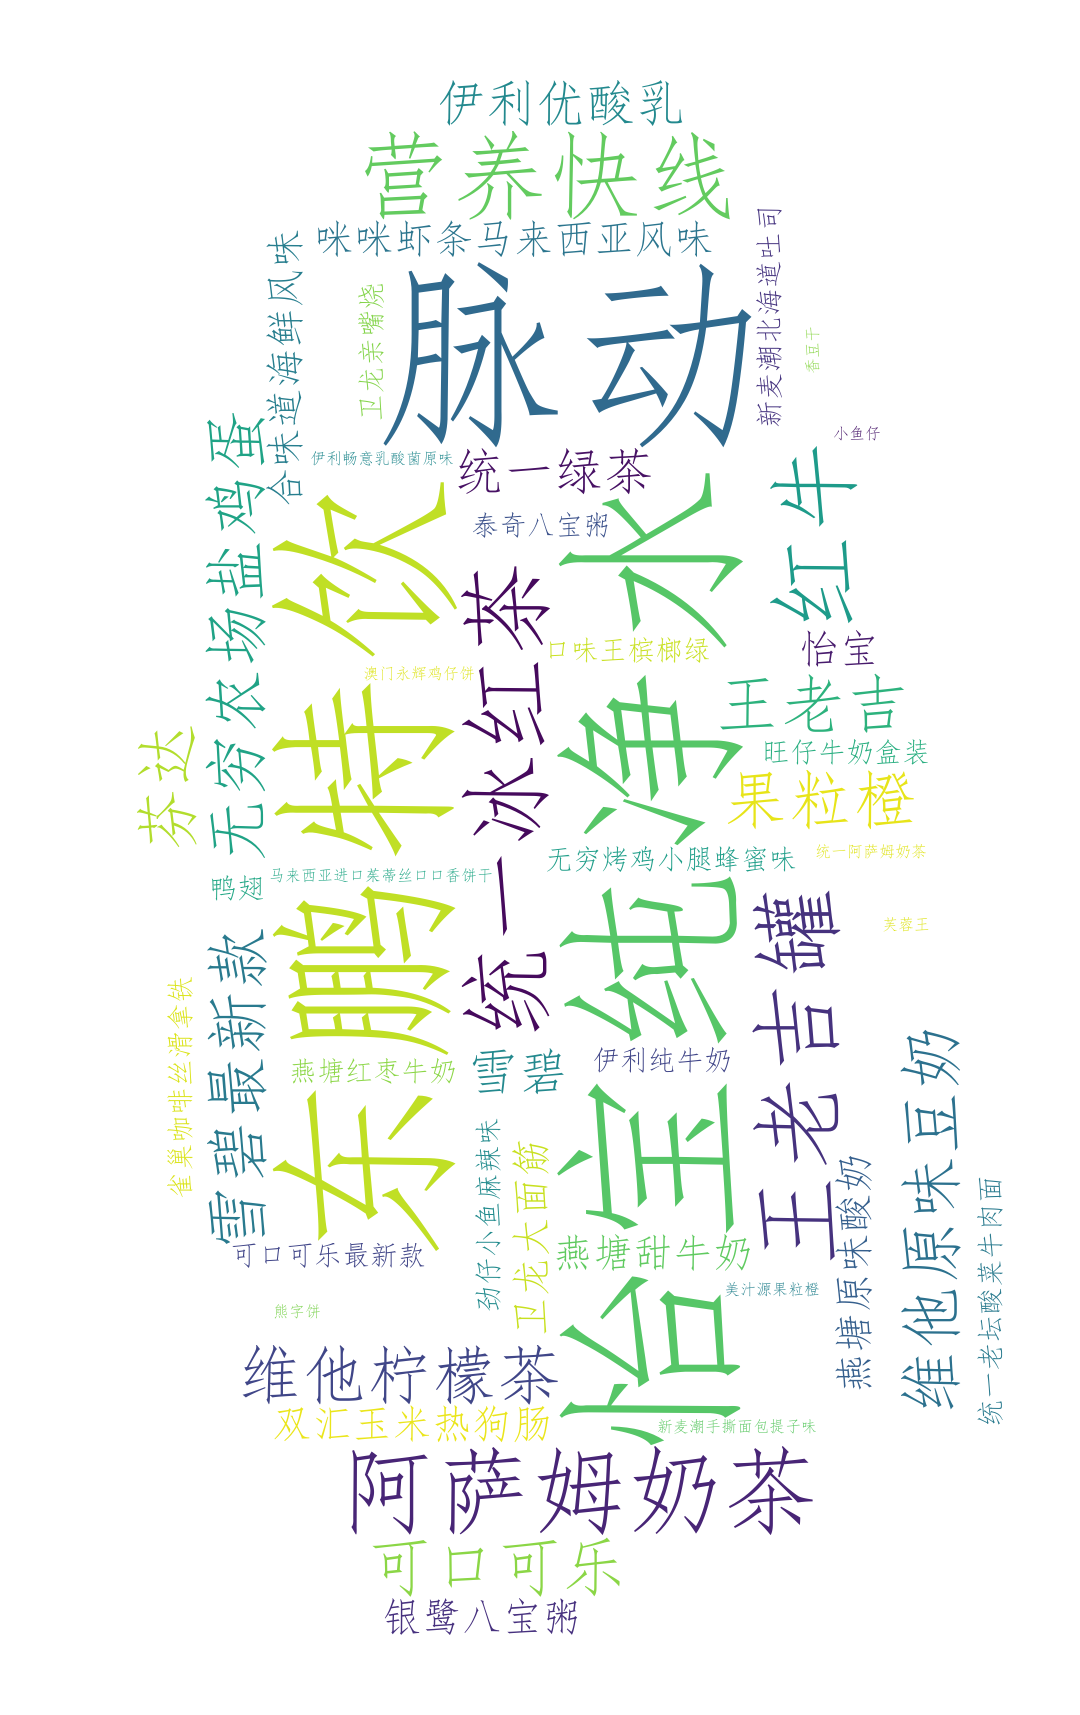 伊利优酸乳
营养快线
咪咪虾条马来西亚风味
合味道海鲜风味
卫龙亲嘴烧
脉动
新麦潮北海道吐司
香豆干
小鱼仔
无穷农场盐鸡蛋
伊利畅意乳酸菌原味
统一绿茶
泰奇八宝粥
红牛
东鹏特饮
统一冰红茶
怡宝纯净水
口味王槟榔绿
怡宝
澳门永辉鸡仔饼
王老吉
芬达
旺仔牛奶盒装
果粒橙
无穷烤鸡小腿蜂蜜味
统一阿萨姆奶茶
鸭翅
马来西亚进口茱蒂丝口口香饼干
王老吉罐
芙蓉王
雪碧最新款
雀巢咖啡丝滑拿铁
燕塘红枣牛奶
雪碧
伊利纯牛奶
维他原味豆奶
劲仔小鱼麻辣味
卫龙大面筋
燕塘原味酸奶
统一老坛酸菜牛肉面
可口可乐最新款
燕塘甜牛奶
美汁源果粒橙
熊字饼
维他柠檬茶
双汇玉米热狗肠
新麦潮手撕面包提子味
阿萨姆奶茶
可口可乐
银鹭八宝粥